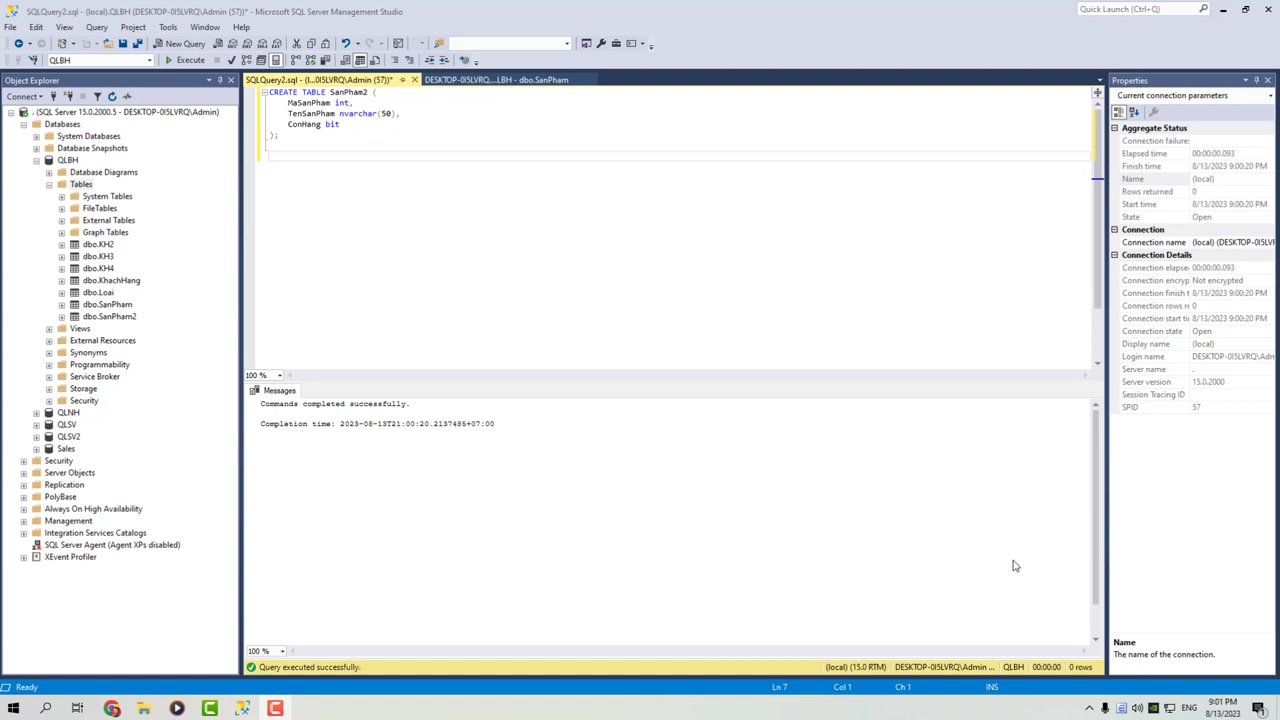 SQLQuery2.sql - (local).QLBH (DESKTOP-0I5LVRQ\Admin (57))* - Microsoft SQL Server Management Studio
Quick Launch (Ctrl+Q)
File Edit View Query Project Tools Window Help
New Query
QLBH
Execute
Object Explorer
Connect
. (SQL Server 15.0.2000.5 - DESKTOP-0I5LVRQ\Admin)
Databases
System Databases
Database Snapshots
QLBH
Database Diagrams
Tables
System Tables
FileTables
External Tables
Graph Tables
dbo.KH2
dbo.KH3
dbo.KH4
dbo.KhachHang
dbo.Loai
dbo.SanPham
dbo.SanPham2
Views
External Resources
Synonyms
Programmability
Service Broker
Storage
Security
QLNH
QLSV
QLSV2
Sales
Security
Server Objects
Replication
PolyBase
Always On High Availability
Management
Integration Services Catalogs
SQL Server Agent (Agent XPs disabled)
XEvent Profiler
SQLQuery2.sql - (l...0I5LVRQ\Admin (57))*
DESKTOP-0I5LVRQ....LBH - dbo.SanPham
CREATE TABLE SanPham2 (
MaSanPham int,
TenSanPham nvarchar(50),
ConHang bit
);
100 %
Messages
Commands completed successfully.
Completion time: 2023-08-13T21:00:20.2137485+07:00
100 %
Query executed successfully.
(local) (15.0 RTM) DESKTOP-0I5LVRQ\Admin ... QLBH 00:00:00 0 rows
Properties
Current connection parameters
Aggregate Status
Connection failures
Elapsed time 00:00:00.093
Finish time 8/13/2023 9:00:20 PM
Name (local)
Rows returned 0
Start time 8/13/2023 9:00:20 PM
State Open
Connection
Connection name (local) (DESKTOP-0I5LVR
Connection Details
Connection elapse 00:00:00.093
Connection encryp Not encrypted
Connection finish t 8/13/2023 9:00:20 PM
Connection rows re 0
Connection start ti 8/13/2023 9:00:20 PM
Connection state Open
Display name (local)
Login name DESKTOP-0I5LVRQ\Adn
Server name .
Server version 15.0.2000
Session Tracing ID
SPID 57
Name
The name of the connection.
Ready
Ln 7 Col 1 Ch 1 INS
ENG
9:01 PM
8/13/2023
1